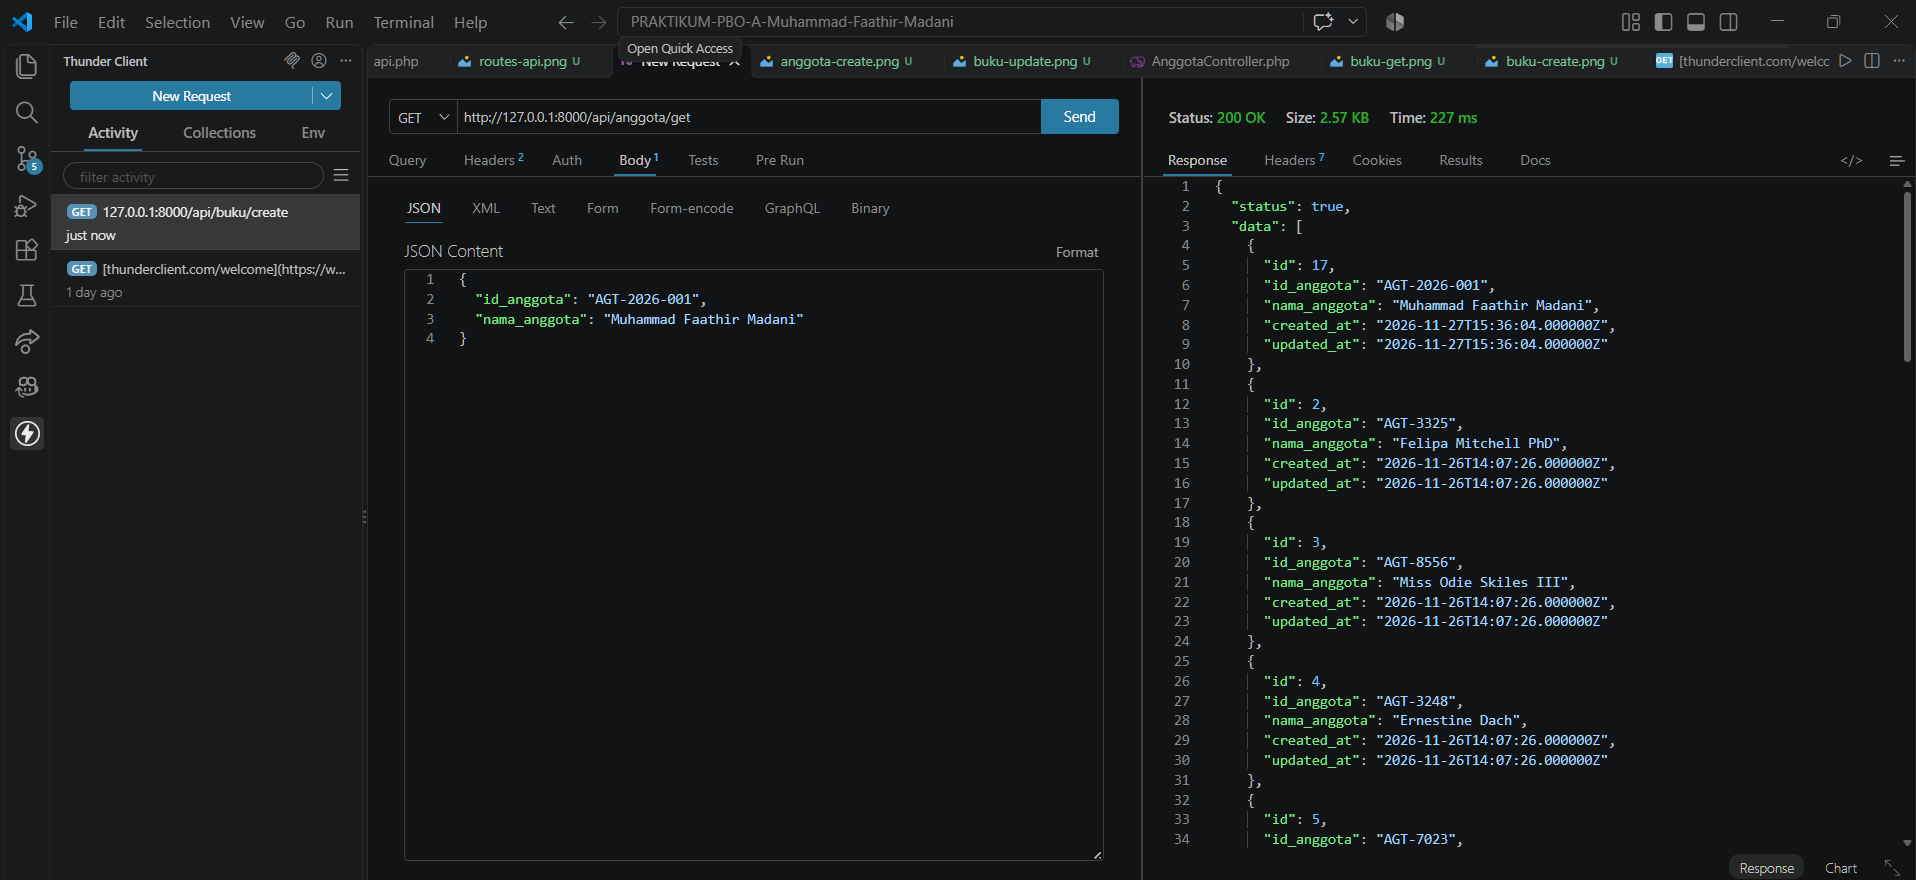 File Edit Selection View Go Run Terminal Help
PRAKTIKUM-PBO-A-Muhammad-Faathir-Madani
Open Quick Access
Thunder Client
api.php
routes-api.png U
New Request
anggota-create.png U
buku-update.png U
AnggotaController.php
buku-get.png U
buku-create.png U
GET [thunderclient.com/welcc
New Request
Activity Collections Env
filter activity
GET 127.0.0.1:8000/api/buku/create
just now
GET [thunderclient.com/welcome](https://w...
1 day ago
5
GET http://127.0.0.1:8000/api/anggota/get Send
Query Headers 2 Auth Body 1 Tests Pre Run
JSON XML Text Form Form-encode GraphQL Binary
JSON Content Format
1 {
2 "id_anggota": "AGT-2026-001",
3 "nama_anggota": "Muhammad Faathir Madani"
4 }
Status: 200 OK Size: 2.57 KB Time: 227 ms
Response Headers 7 Cookies Results Docs </>
1 {
2 "status": true,
3 "data": [
4 {
5 "id": 17,
6 "id_anggota": "AGT-2026-001",
7 "nama_anggota": "Muhammad Faathir Madani",
8 "created_at": "2026-11-27T15:36:04.000000Z",
9 "updated_at": "2026-11-27T15:36:04.000000Z"
10 },
11 {
12 "id": 2,
13 "id_anggota": "AGT-3325",
14 "nama_anggota": "Felipa Mitchell PhD",
15 "created_at": "2026-11-26T14:07:26.000000Z",
16 "updated_at": "2026-11-26T14:07:26.000000Z"
17 },
18 {
19 "id": 3,
20 "id_anggota": "AGT-8556",
21 "nama_anggota": "Miss Odie Skiles III",
22 "created_at": "2026-11-26T14:07:26.000000Z",
23 "updated_at": "2026-11-26T14:07:26.000000Z"
24 },
25 {
26 "id": 4,
27 "id_anggota": "AGT-3248",
28 "nama_anggota": "Ernestine Dach",
29 "created_at": "2026-11-26T14:07:26.000000Z",
30 "updated_at": "2026-11-26T14:07:26.000000Z"
31 },
32 {
33 "id": 5,
34 "id_anggota": "AGT-7023",
Response Chart